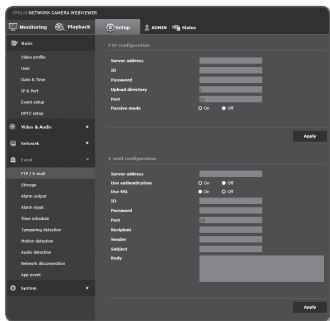 iPOLiS NETWORK CAMERA WEBVIEWER
Monitoring Playback Setup ADMIN Status
Basic
Video profile
User
Date & Time
IP & Port
Event setup
DPTZ setup
Video & Audio
Network
Event
FTP / E-mail
Storage
Alarm output
Alarm input
Time schedule
Tampering detection
Motion detection
Audio detection
Network disconnection
App event
System
FTP configuration
Server address
ID
Password
Upload directory /
Port 21
Passive mode On Off
Apply
E-mail configuration
Server address
Use authentication On Off
Use SSL On Off
ID
Password
Port 25
Recipient
Sender
Subject
Body
Apply